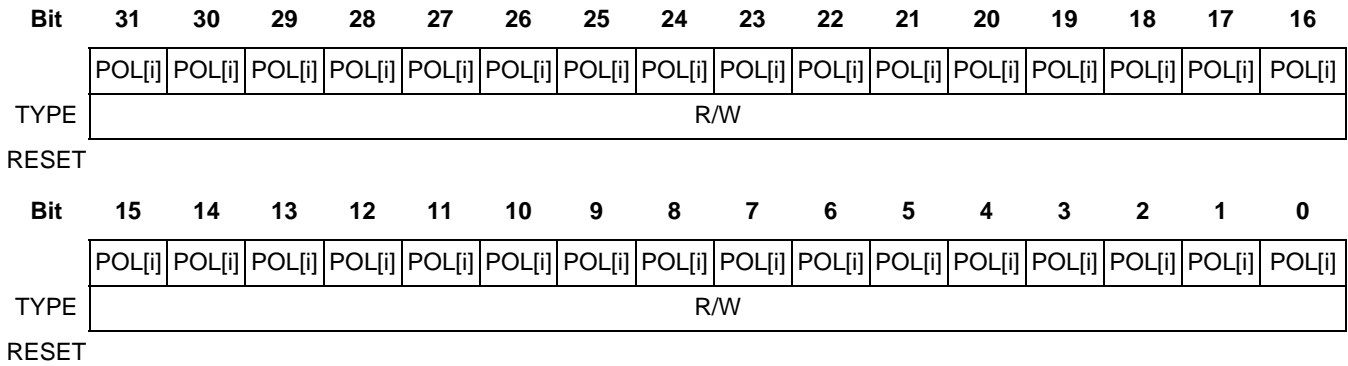 Bit 31 30 29 28 27 26 25 24 23 22 21 20 19 18 17 16
POL[i] POL[i] POL[i] POL[i] POL[i] POL[i] POL[i] POL[i] POL[i] POL[i] POL[i] POL[i] POL[i] POL[i] POL[i] POL[i]
TYPE R/W
RESET
Bit 15 14 13 12 11 10 9 8 7 6 5 4 3 2 1 0
POL[i] POL[i] POL[i] POL[i] POL[i] POL[i] POL[i] POL[i] POL[i] POL[i] POL[i] POL[i] POL[i] POL[i] POL[i] POL[i]
TYPE R/W
RESET